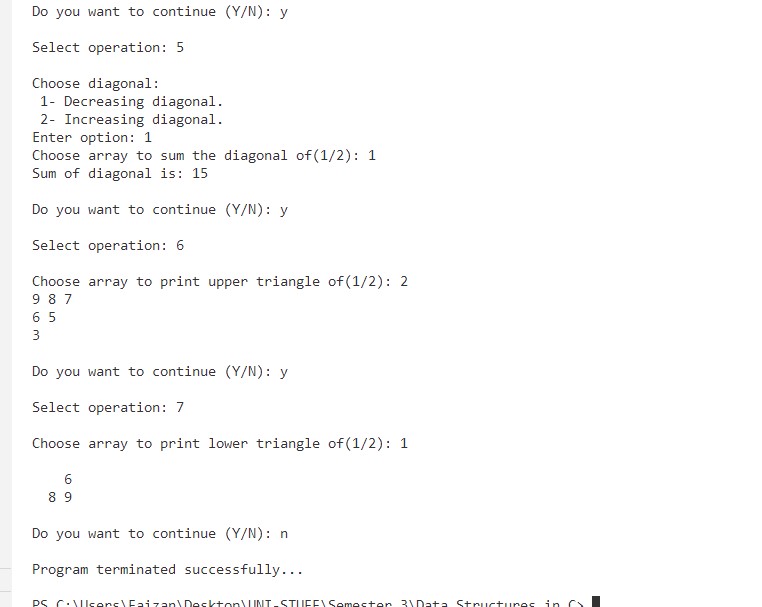 Do you want to continue (Y/N): y
Select operation: 5
Choose diagonal:
1- Decreasing diagonal.
2- Increasing diagonal.
Enter option: 1
Choose array to sum the diagonal of(1/2): 1
Sum of diagonal is: 15
Do you want to continue (Y/N): y
Select operation: 6
Choose array to print upper triangle of(1/2): 2
9 8 7
6 5
3
Do you want to continue (Y/N): y
Select operation: 7
Choose array to print lower triangle of(1/2): 1
6
8 9
Do you want to continue (Y/N): n
Program terminated successfully...
PS C:\Users\Faizan\Desktop\UNI-STUFF\Semester 3\Data Structures in C>